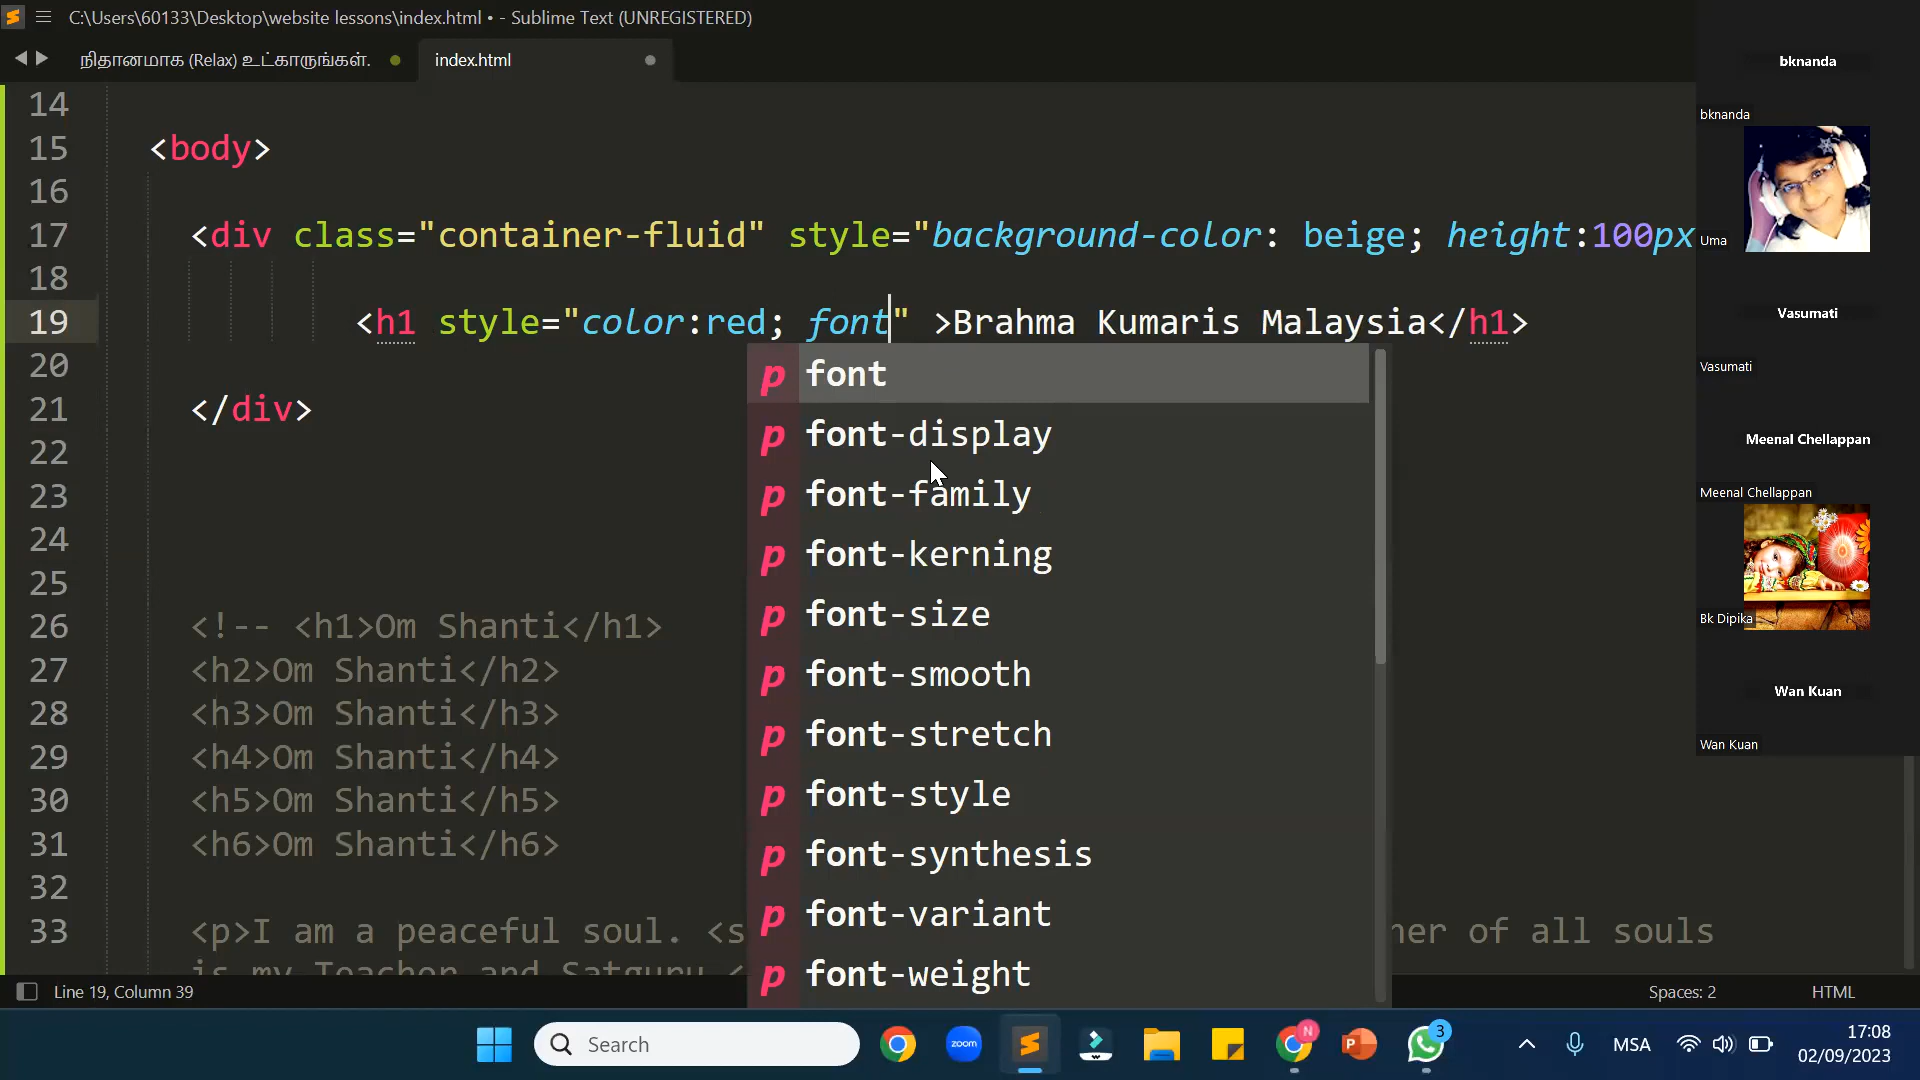 C:\Users\60133\Desktop\website lessons\index.html • - Sublime Text (UNREGISTERED)
நிதானமாக (Relax) உட்காருங்கள்.
index.html
14
15 <body>
16
17 <div class="container-fluid" style="background-color: beige; height:100px
18
19 <h1 style="color:red; font" >Brahma Kumaris Malaysia</h1>
20
21 </div>
22
23
24
25
26 <!-- <h1>Om Shanti</h1>
27 <h2>Om Shanti</h2>
28 <h3>Om Shanti</h3>
29 <h4>Om Shanti</h4>
30 <h5>Om Shanti</h5>
31 <h6>Om Shanti</h6>
32
33 <p>I am a peaceful soul. <s ner of all souls
is my Teacher and Satguru <
p font
p font-display
p font-family
p font-kerning
p font-size
p font-smooth
p font-stretch
p font-style
p font-synthesis
p font-variant
p font-weight
bknanda
bknanda
Uma
Vasumati
Vasumati
Meenal Chellappan
Meenal Chellappan
Bk Dipika
Wan Kuan
Wan Kuan
Line 19, Column 39
Spaces: 2
HTML
Search
zoom
N
P
3
MSA
17:08
02/09/2023